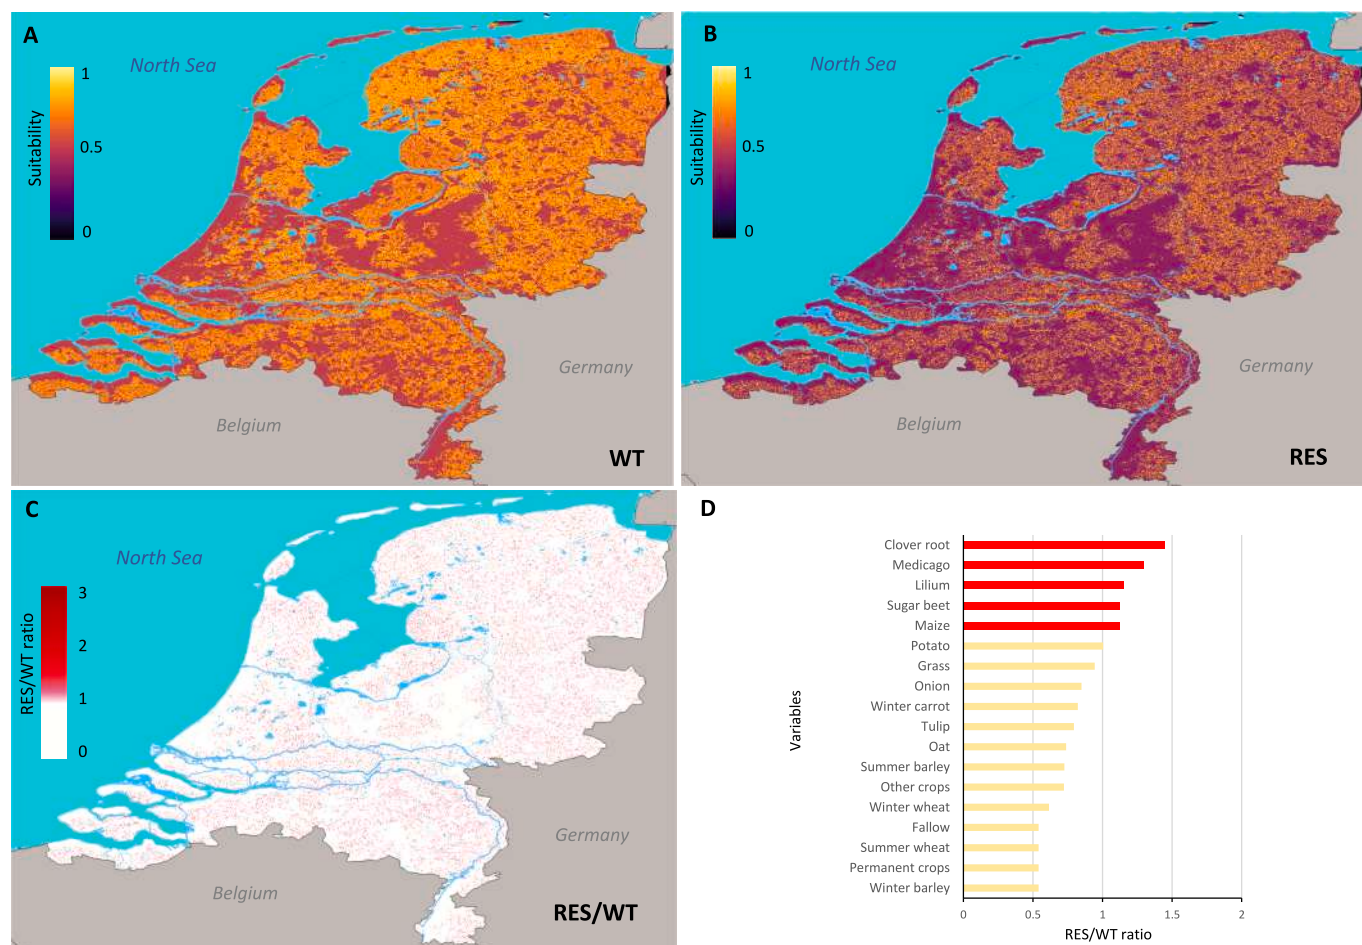 A
North Sea
Suitability
1
0.5
0
Germany
Belgium
WT
B
North Sea
Suitability
1
0.5
0
Germany
Belgium
RES
C
North Sea
RES/WT ratio
3
2
1
0
Germany
Belgium
RES/WT
D
Variables
Clover root
Medicago
Lilium
Sugar beet
Maize
Potato
Grass
Onion
Winter carrot
Tulip
Oat
Summer barley
Other crops
Winter wheat
Fallow
Summer wheat
Permanent crops
Winter barley
0 0.5 1 1.5 2
RES/WT ratio